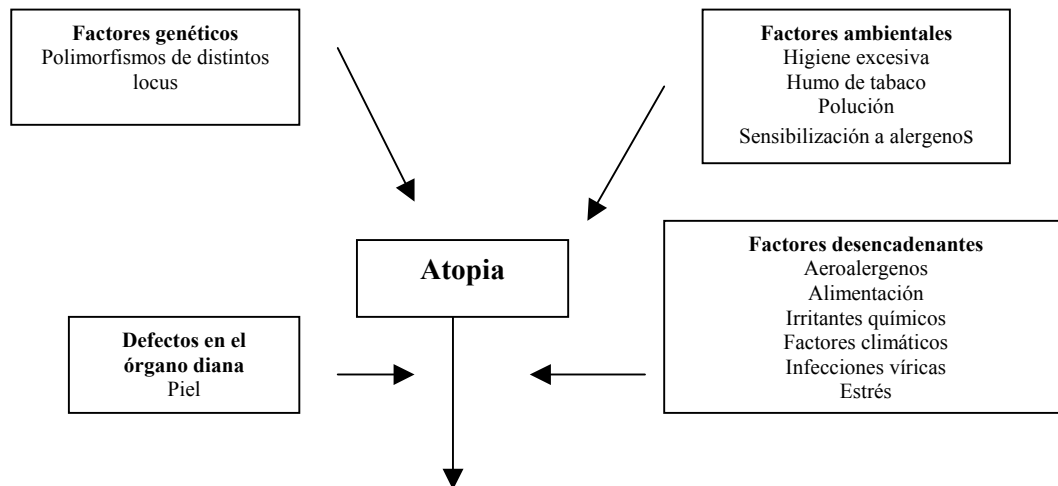 Factores genéticos
Polimorfismos de distintos
locus
Factores ambientales
Higiene excesiva
Humo de tabaco
Polución
Sensibilización a alergenos
Atopia
Factores desencadenantes
Aeroalergenos
Alimentación
Irritantes químicos
Factores climáticos
Infecciones víricas
Estrés
Defectos en el
órgano diana
Piel